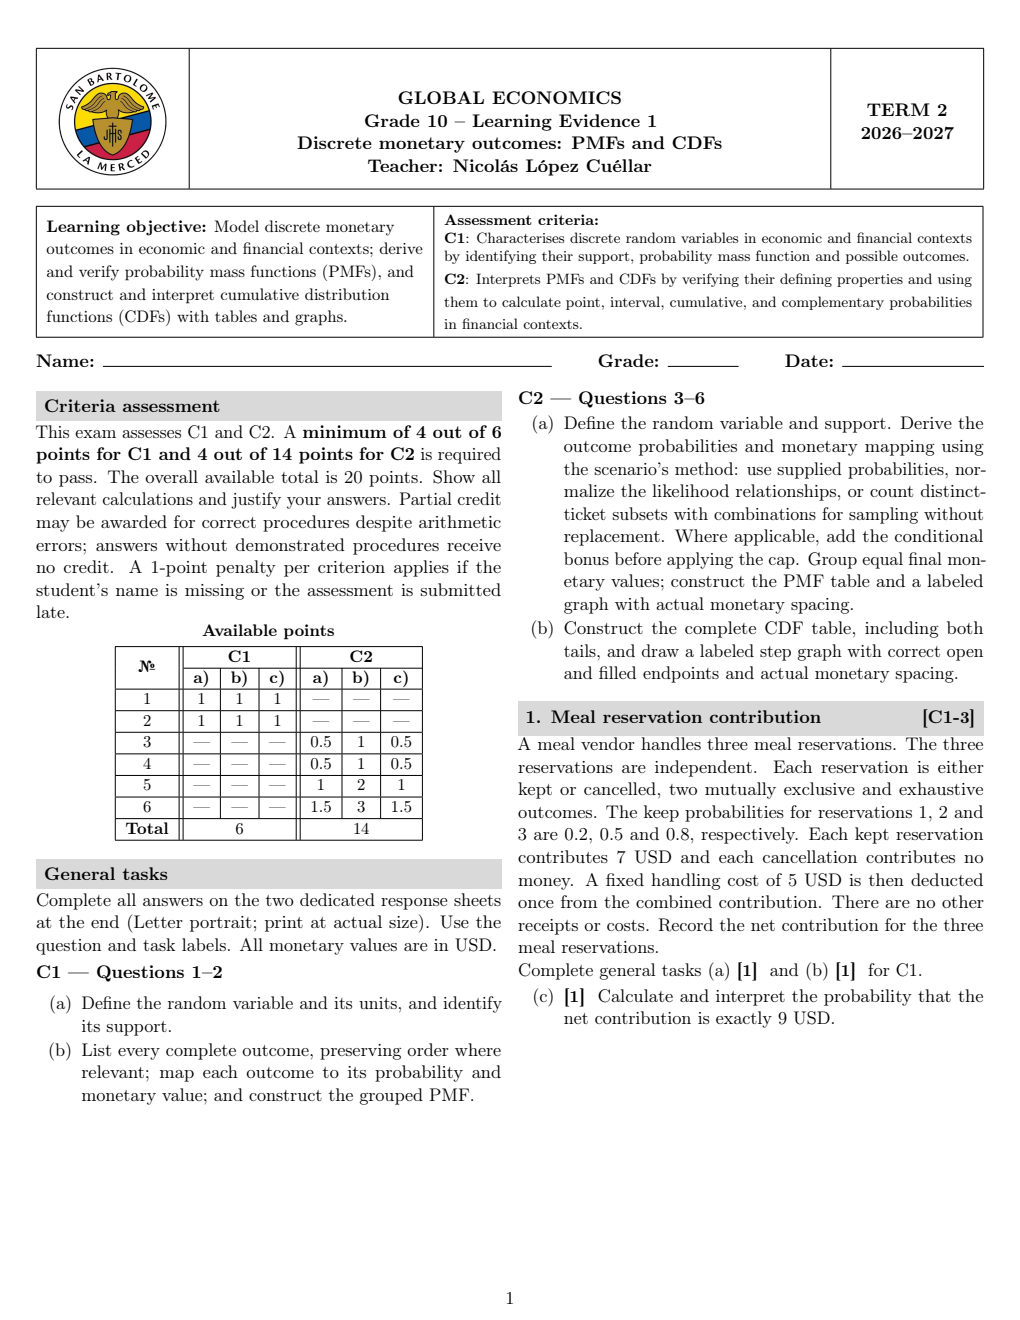 SAN BARTOLOME
JHS
LA MERCED
GLOBAL ECONOMICS
Grade 10 – Learning Evidence 1
Discrete monetary outcomes: PMFs and CDFs
Teacher: Nicolás López Cuéllar
TERM 2
2026–2027
Learning objective: Model discrete monetary
outcomes in economic and financial contexts; derive
and verify probability mass functions (PMFs), and
construct and interpret cumulative distribution
functions (CDFs) with tables and graphs.
Assessment criteria:
C1: Characterises discrete random variables in economic and financial contexts
by identifying their support, probability mass function and possible outcomes.
C2: Interprets PMFs and CDFs by verifying their defining properties and using
them to calculate point, interval, cumulative, and complementary probabilities
in financial contexts.
Name: Grade: Date:
Criteria assessment
This exam assesses C1 and C2. A minimum of 4 out of 6
points for C1 and 4 out of 14 points for C2 is required
to pass. The overall available total is 20 points. Show all
relevant calculations and justify your answers. Partial credit
may be awarded for correct procedures despite arithmetic
errors; answers without demonstrated procedures receive
no credit. A 1-point penalty per criterion applies if the
student's name is missing or the assessment is submitted
late.
Available points
№ C1 C2
a) b) c) a) b) c)
1 1 1 1 — — —
2 1 1 1 — — —
3 — — — 0.5 1 0.5
4 — — — 0.5 1 0.5
5 — — — 1 2 1
6 — — — 1.5 3 1.5
Total 6 14
General tasks
Complete all answers on the two dedicated response sheets
at the end (Letter portrait; print at actual size). Use the
question and task labels. All monetary values are in USD.
C1 — Questions 1–2
(a) Define the random variable and its units, and identify
its support.
(b) List every complete outcome, preserving order where
relevant; map each outcome to its probability and
monetary value; and construct the grouped PMF.
C2 — Questions 3–6
(a) Define the random variable and support. Derive the
outcome probabilities and monetary mapping using
the scenario's method: use supplied probabilities, nor-
malize the likelihood relationships, or count distinct-
ticket subsets with combinations for sampling without
replacement. Where applicable, add the conditional
bonus before applying the cap. Group equal final mon-
etary values; construct the PMF table and a labeled
graph with actual monetary spacing.
(b) Construct the complete CDF table, including both
tails, and draw a labeled step graph with correct open
and filled endpoints and actual monetary spacing.
1. Meal reservation contribution [C1-3]
A meal vendor handles three meal reservations. The three
reservations are independent. Each reservation is either
kept or cancelled, two mutually exclusive and exhaustive
outcomes. The keep probabilities for reservations 1, 2 and
3 are 0.2, 0.5 and 0.8, respectively. Each kept reservation
contributes 7 USD and each cancellation contributes no
money. A fixed handling cost of 5 USD is then deducted
once from the combined contribution. There are no other
receipts or costs. Record the net contribution for the three
meal reservations.
Complete general tasks (a) [1] and (b) [1] for C1.
(c) [1] Calculate and interpret the probability that the
net contribution is exactly 9 USD.
1